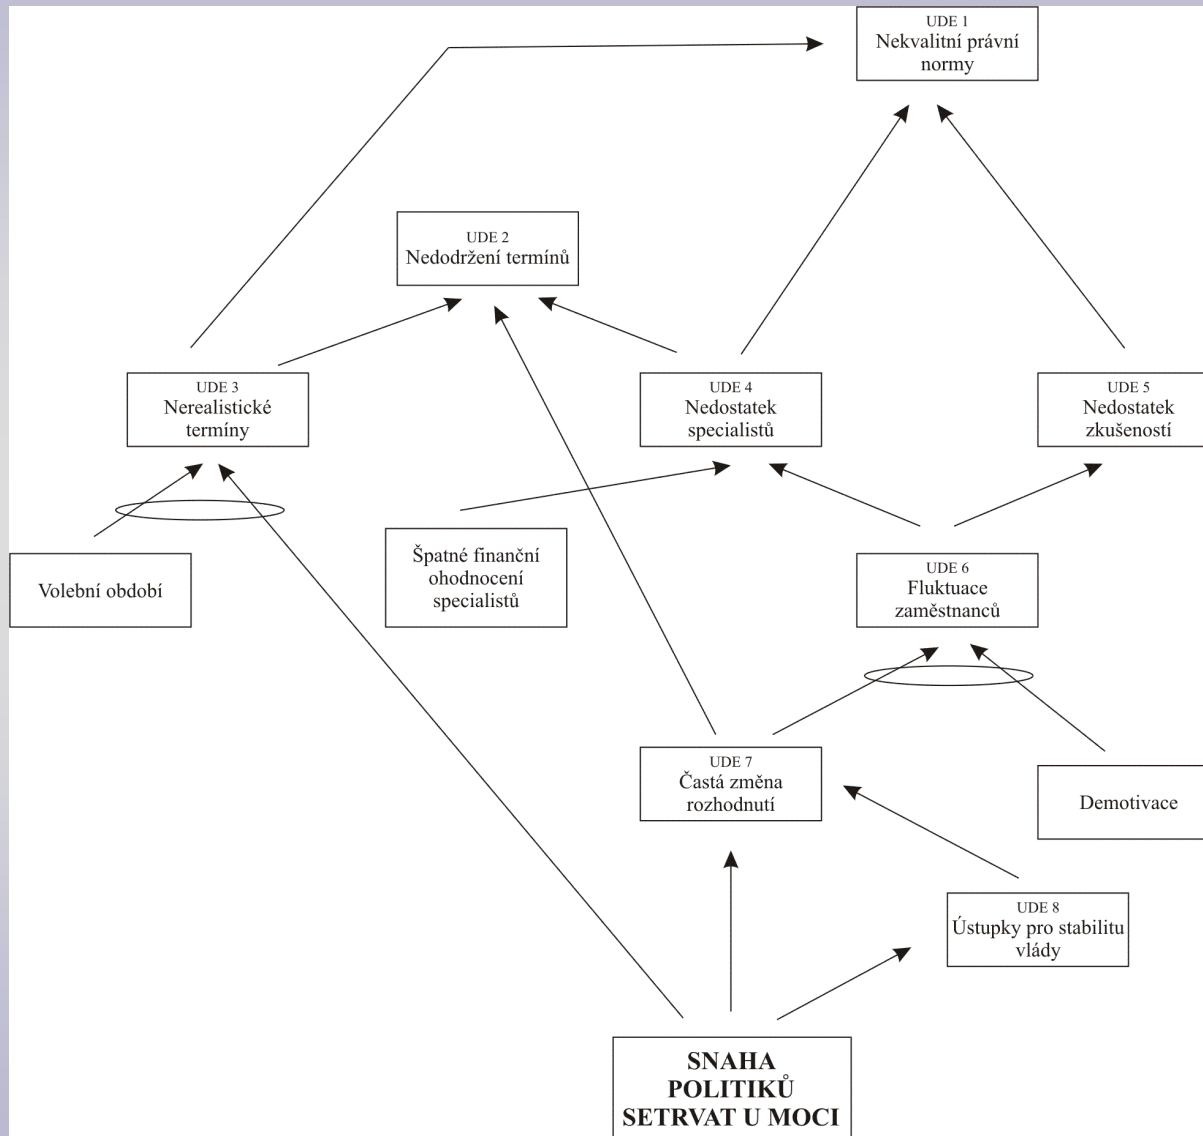 UDE 1
Nekvalitní právní
normy
UDE 2
Nedodržení termínů
UDE 3
Nerealistické
termíny
UDE 4
Nedostatek
specialistů
UDE 5
Nedostatek
zkušeností
Volební období
Špatné finanční
ohodnocení
specialistů
UDE 6
Fluktuace
zaměstnanců
UDE 7
Častá změna
rozhodnutí
Demotivace
UDE 8
Ústupky pro stabilitu
vlády
SNAHA
POLITIKŮ
SETRVAT U MOCI